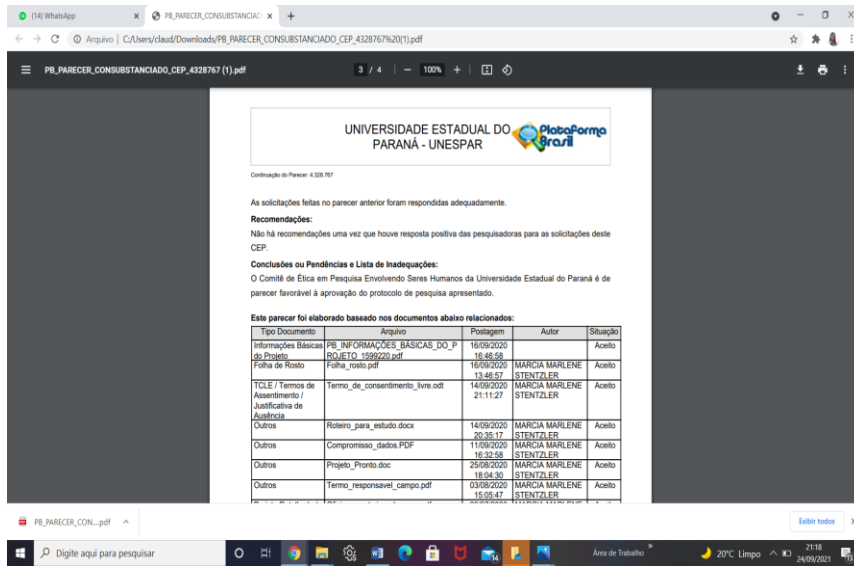 (14) WhatsApp
PB_PARECER_CONSUBSTANCIAD
Arquivo | C:/Users/claud/Downloads/PB_PARECER_CONSUBSTANCIADO_CEP_4328767%20(1).pdf
PB_PARECER_CONSUBSTANCIADO_CEP_4328767 (1).pdf
3 / 4
100%
UNIVERSIDADE ESTADUAL DO
PARANÁ - UNESPAR
Plataforma
Brasil
Continuação do Parecer: 4.328.767
As solicitações feitas no parecer anterior foram respondidas adequadamente.
Recomendações:
Não há recomendações uma vez que houve resposta positiva das pesquisadoras para as solicitações deste
CEP.
Conclusões ou Pendências e Lista de Inadequações:
O Comitê de Ética em Pesquisa Envolvendo Seres Humanos da Universidade Estadual do Paraná é de
parecer favorável à aprovação do protocolo de pesquisa apresentado.
Este parecer foi elaborado baseado nos documentos abaixo relacionados:
Tipo Documento Arquivo Postagem Autor Situação
Informações Básicas PB_INFORMAÇÕES_BÁSICAS_DO_P 16/09/2020 Aceito
do Projeto ROJETO_1599220.pdf 16:46:58
Folha de Rosto Folha_rosto.pdf 16/09/2020 MARCIA MARLENE Aceito
13:46:57 STENTZLER
TCLE / Termos de Termo_de_consentimento_livre.odt 14/09/2020 MARCIA MARLENE Aceito
Assentimento / 21:11:27 STENTZLER
Justificativa de
Ausência
Outros Roteiro_para_estudo.docx 14/09/2020 MARCIA MARLENE Aceito
20:35:17 STENTZLER
Outros Compromisso_dados.PDF 11/09/2020 MARCIA MARLENE Aceito
16:32:58 STENTZLER
Outros Projeto_Pronto.doc 25/08/2020 MARCIA MARLENE Aceito
18:04:30 STENTZLER
Outros Termo_responsavel_campo.pdf 03/08/2020 MARCIA MARLENE Aceito
15:05:47 STENTZLER
PB_PARECER_CON....pdf
Exibir todos
Digite aqui para pesquisar
14
Área de Trabalho
20°C Limpo
21:18
24/09/2021
13